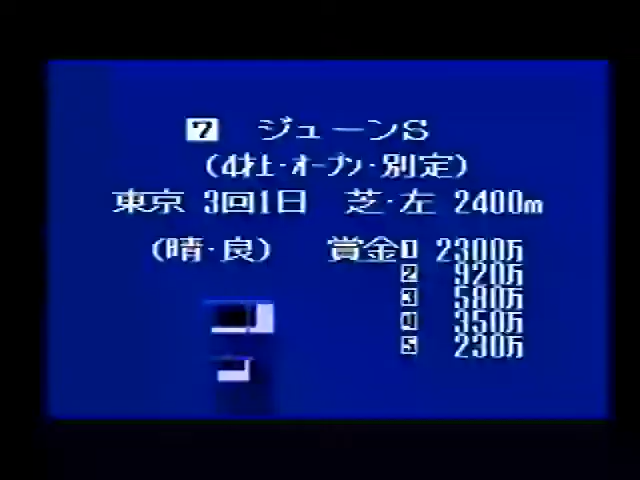 7 ジューンS
(4才上・オープン・別定)
東京 3回1日 芝・左 2400m
(晴・良) 賞金1 2300万
2 920万
3 580万
4 350万
5 230万